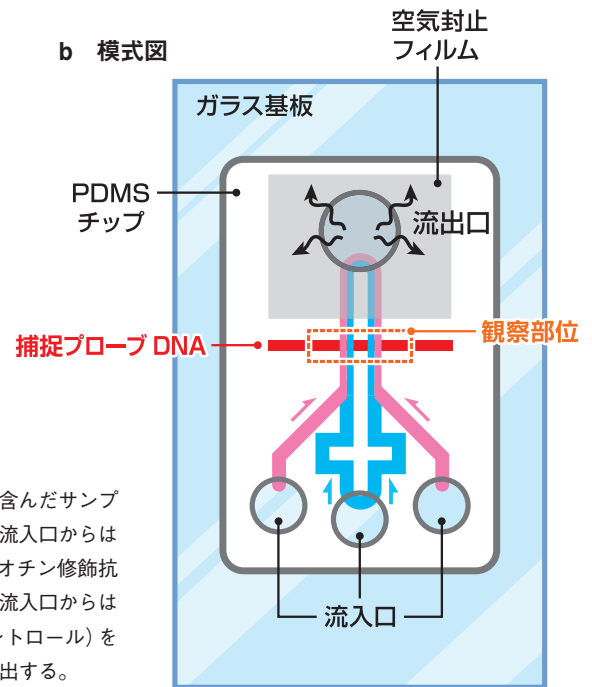 b 模式図
空気封止
フィルム
ガラス基板
PDMS
チップ
流出口
捕捉プローブ DNA
観察部位
流入口
含んだサンプ
流入口からは
オチン修飾抗
流入口からは
ントロール）を
出する。